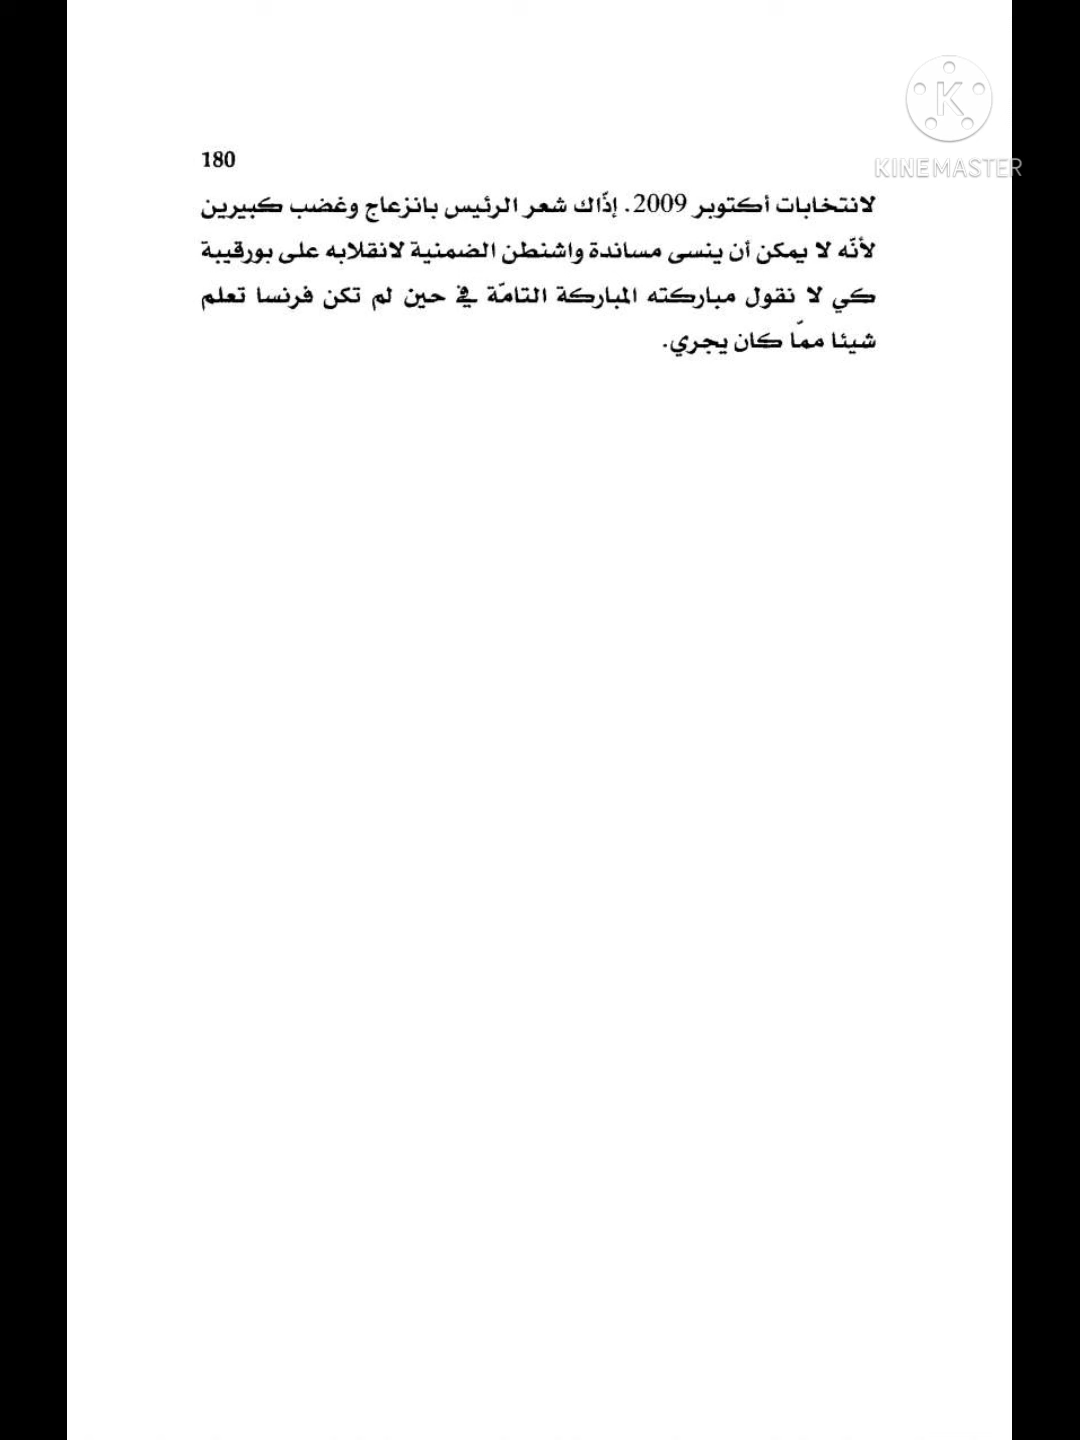 KINEMASTER
180
لانتخابات أكتوبر 2009. إذّاك شعر الرئيس بانزعاج وغضب كبيرين
لأنّه لا يمكن أن ينسى مساندة واشنطن الضمنية لانقلابه على بورقيبة
كي لا نقول مباركته المباركة التامّة في حين لم تكن فرنسا تعلم
شيئا ممّا كان يجري.